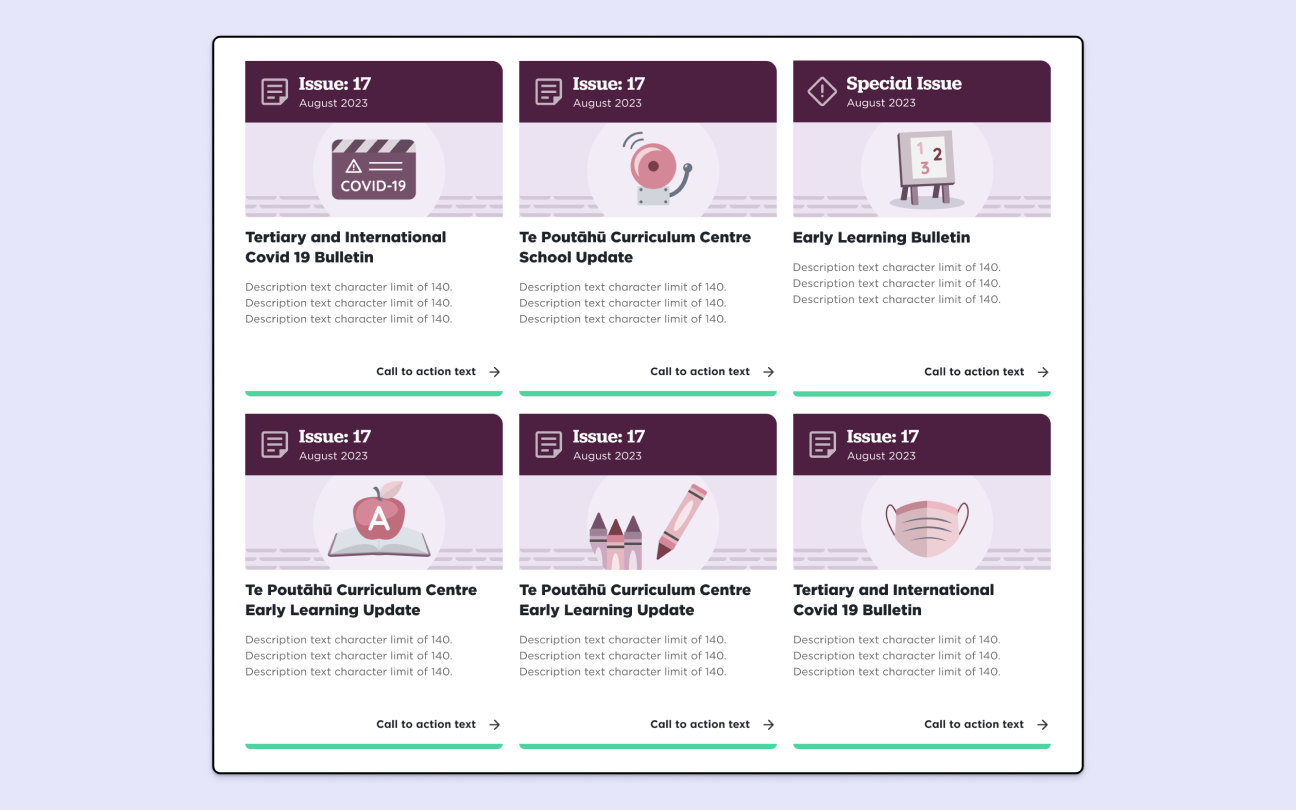 Issue: 17
August 2023
COVID-19
Tertiary and International
Covid 19 Bulletin
Description text character limit of 140.
Description text character limit of 140.
Description text character limit of 140.
Call to action text
Issue: 17
August 2023
Te Poutāhū Curriculum Centre
School Update
Description text character limit of 140.
Description text character limit of 140.
Description text character limit of 140.
Call to action text
Special Issue
August 2023
1
2
3
Early Learning Bulletin
Description text character limit of 140.
Description text character limit of 140.
Description text character limit of 140.
Call to action text
Issue: 17
August 2023
A
Te Poutāhū Curriculum Centre
Early Learning Update
Description text character limit of 140.
Description text character limit of 140.
Description text character limit of 140.
Call to action text
Issue: 17
August 2023
Te Poutāhū Curriculum Centre
Early Learning Update
Description text character limit of 140.
Description text character limit of 140.
Description text character limit of 140.
Call to action text
Issue: 17
August 2023
Tertiary and International
Covid 19 Bulletin
Description text character limit of 140.
Description text character limit of 140.
Description text character limit of 140.
Call to action text